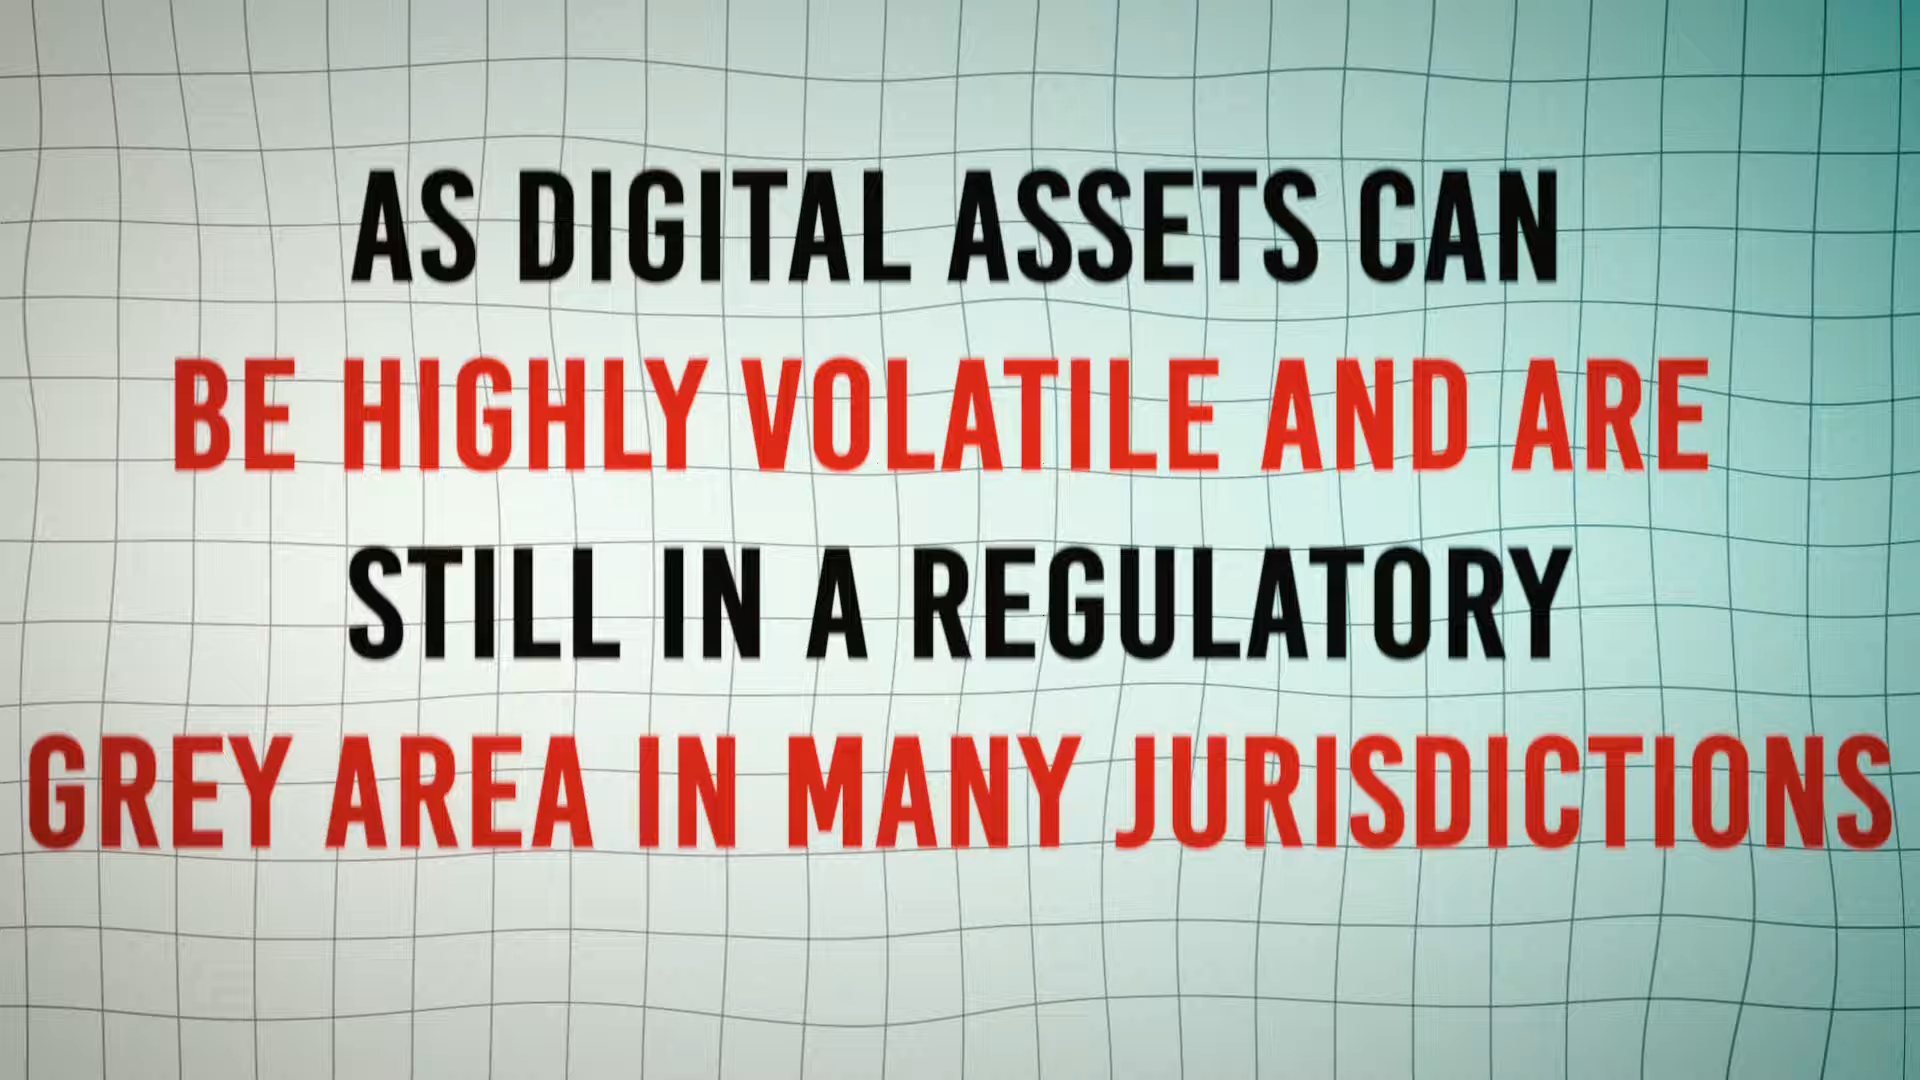 AS DIGITAL ASSETS CAN
BE HIGHLY VOLATILE AND ARE
STILL IN A REGULATORY
GREY AREA IN MANY JURISDICTIONS